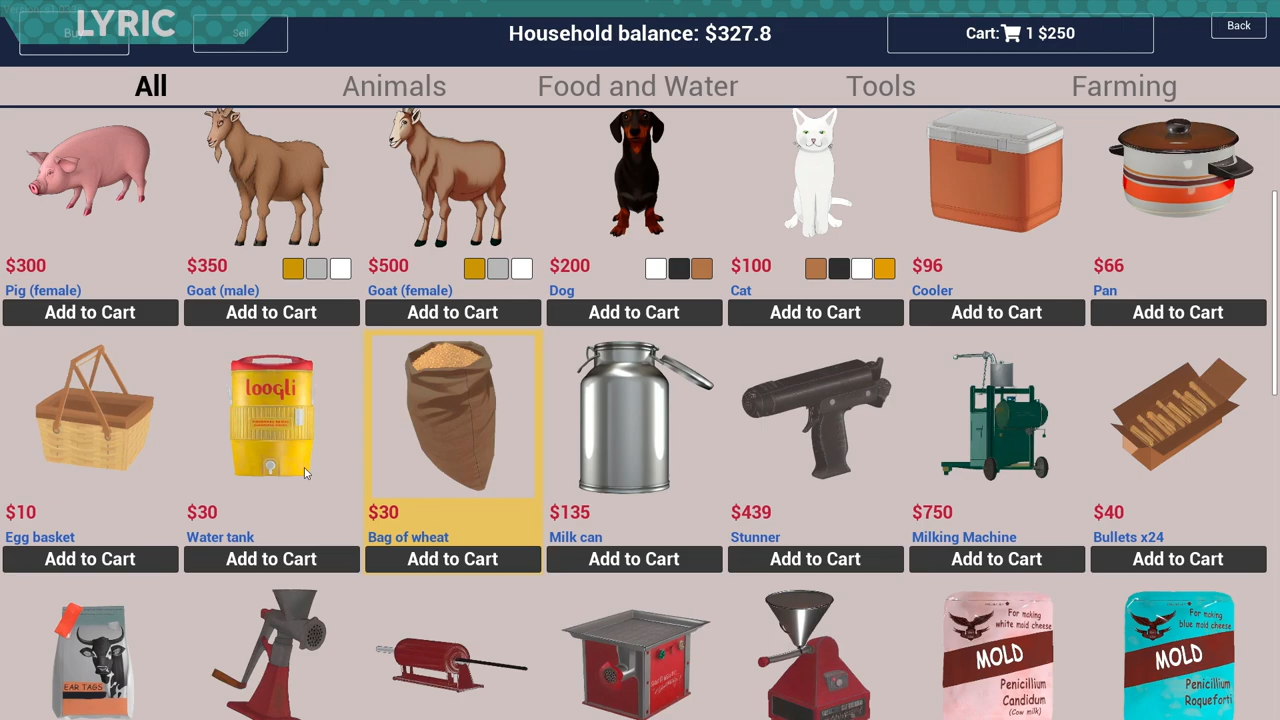 LYRIC
Buy
Sell
Household balance: $327.8
Cart: 1 $250
Back
All
Animals
Food and Water
Tools
Farming
$300
$350
$500
$200
$100
$96
$66
Pig (female)
Goat (male)
Goat (female)
Dog
Cat
Cooler
Pan
Add to Cart
Add to Cart
Add to Cart
Add to Cart
Add to Cart
Add to Cart
Add to Cart
loogli
$10
$30
$30
$135
$439
$750
$40
Egg basket
Water tank
Bag of wheat
Milk can
Stunner
Milking Machine
Bullets x24
Add to Cart
Add to Cart
Add to Cart
Add to Cart
Add to Cart
Add to Cart
Add to Cart
EAR TAGS
For making
white mold cheese
MOLD
Penicillium
Candidum
(Cow milk)
For making
blue mold cheese
MOLD
Penicillium
Roqueforti